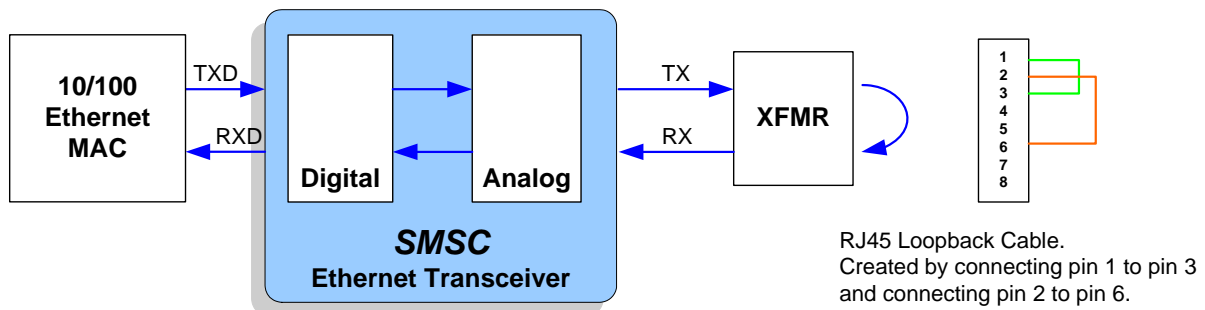 10/100
Ethernet
MAC
TXD
RXD
Digital
Analog
SMSC
Ethernet Transceiver
TX
RX
XFMR
1
2
3
4
5
6
7
8
RJ45 Loopback Cable.
Created by connecting pin 1 to pin 3
and connecting pin 2 to pin 6.